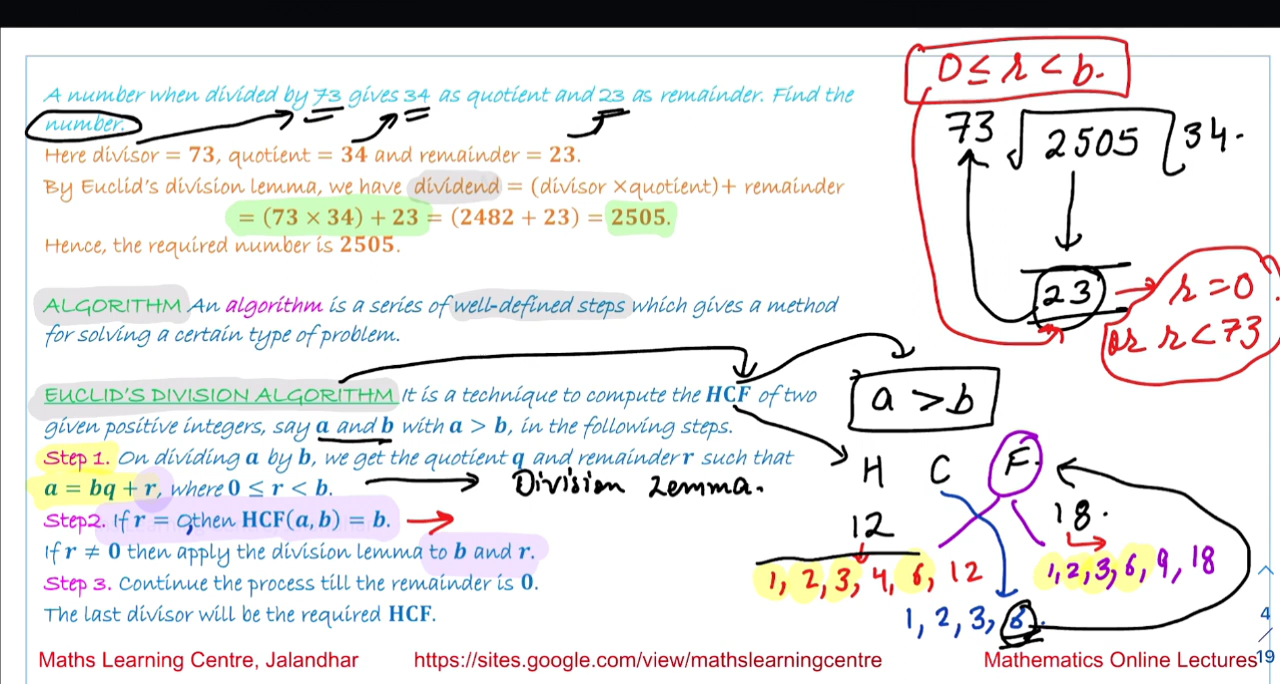 A number when divided by 73 gives 34 as quotient and 23 as remainder. Find the
number.
Here divisor = 73, quotient = 34 and remainder = 23.
By Euclid's division lemma, we have dividend = (divisor ×quotient)+ remainder
= (73 × 34) + 23 = (2482 + 23) = 2505.
Hence, the required number is 2505.
ALGORITHM An algorithm is a series of well-defined steps which gives a method
for solving a certain type of problem.
EUCLID'S DIVISION ALGORITHM It is a technique to compute the HCF of two
given positive integers, say a and b with a > b, in the following steps.
Step 1. On dividing a by b, we get the quotient q and remainder r such that
a = bq + r, where 0 ≤ r < b.
Division Lemma.
Step2. If r = 0,then HCF(a, b) = b.
If r ≠ 0 then apply the division lemma to b and r.
Step 3. Continue the process till the remainder is 0.
The last divisor will be the required HCF.
0 ≤ r < b.
73 2505 34.
23
r = 0
or r < 73
a > b
H C F.
12 18.
1, 2, 3, 4, 6, 12 1, 2, 3, 6, 9, 18
1, 2, 3, 6.
4
19
Maths Learning Centre, Jalandhar https://sites.google.com/view/mathslearningcentre Mathematics Online Lectures